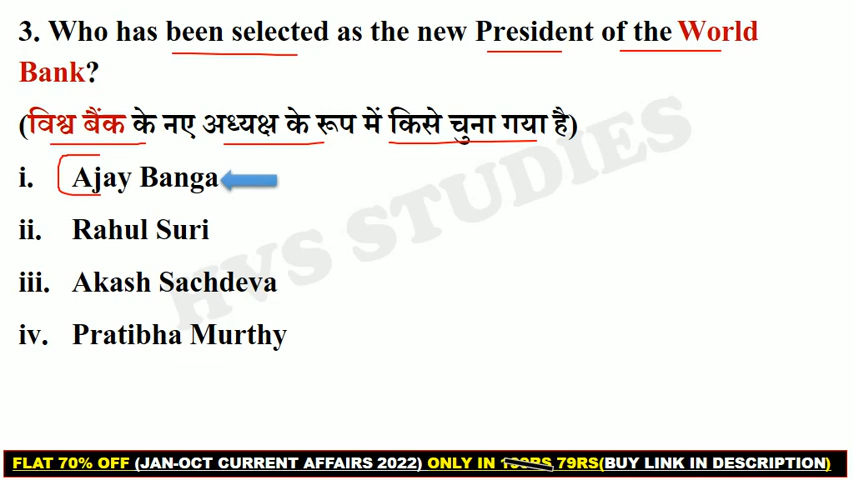 3. Who has been selected as the new President of the World
Bank?
(विश्व बैंक के नए अध्यक्ष के रूप में किसे चुना गया है)
i. Ajay Banga
ii. Rahul Suri
iii. Akash Sachdeva
iv. Pratibha Murthy
HVS STUDIES
FLAT 70% OFF (JAN-OCT CURRENT AFFAIRS 2022) ONLY IN 79RS(BUY LINK IN DESCRIPTION)